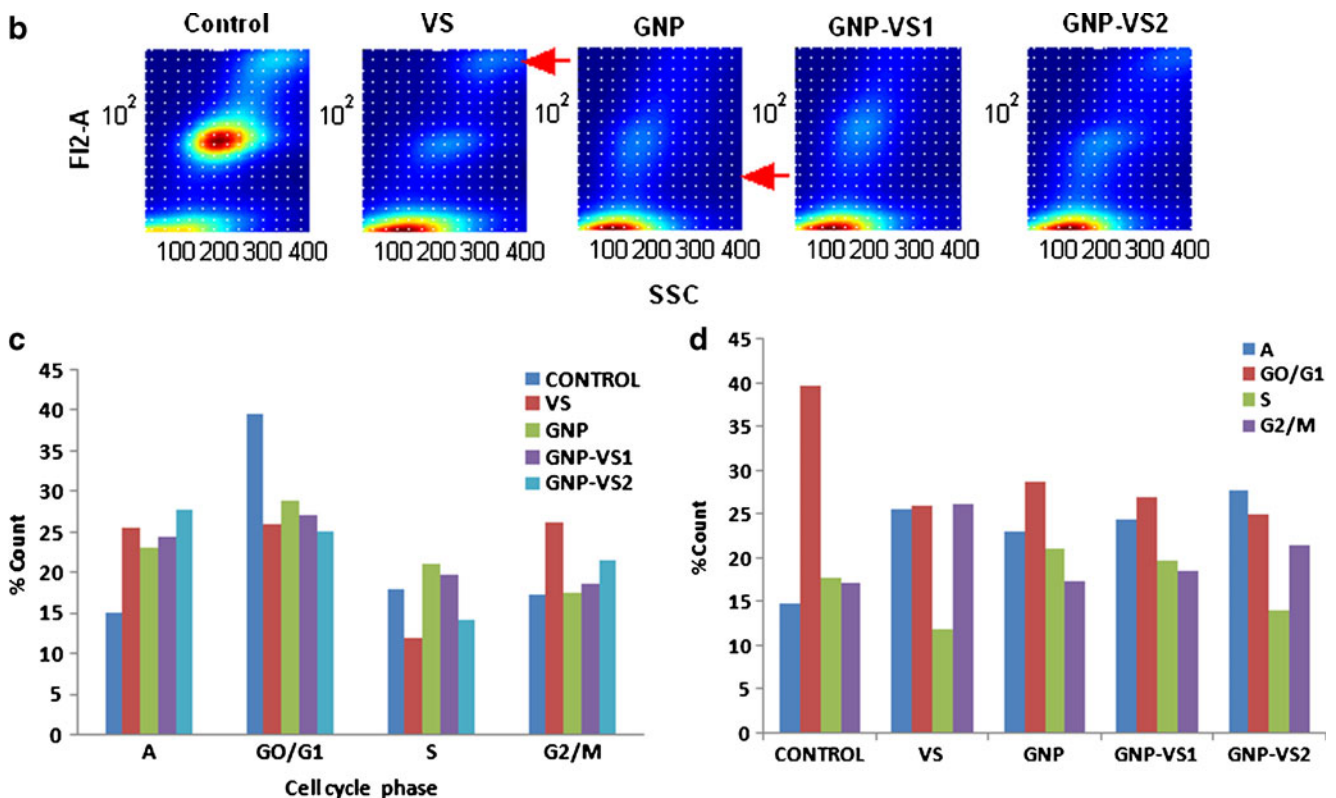 b
Control VS GNP GNP-VS1 GNP-VS2
Fl2-A
10² 10² 10² 10² 10²
100 200 300 400 100 200 300 400 100 200 300 400 100 200 300 400 100 200 300 400
SSC
c
% Count
45
40
35
30
25
20
15
10
5
0
CONTROL
VS
GNP
GNP-VS1
GNP-VS2
A GO/G1 S G2/M
Cell cycle phase
d
%Count
45
40
35
30
25
20
15
10
5
0
A
GO/G1
S
G2/M
CONTROL VS GNP GNP-VS1 GNP-VS2